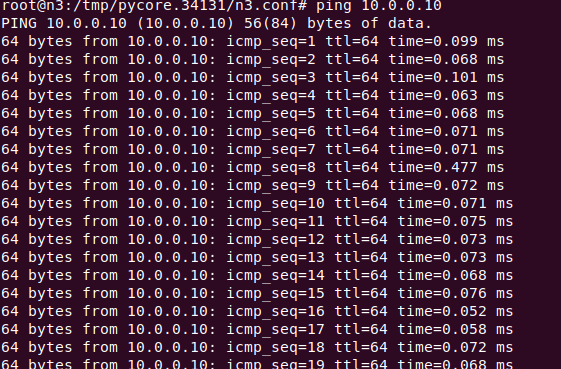 root@n3:/tmp/pycore.34131/n3.conf# ping 10.0.0.10
PING 10.0.0.10 (10.0.0.10) 56(84) bytes of data.
64 bytes from 10.0.0.10: icmp_seq=1 ttl=64 time=0.099 ms
64 bytes from 10.0.0.10: icmp_seq=2 ttl=64 time=0.068 ms
64 bytes from 10.0.0.10: icmp_seq=3 ttl=64 time=0.101 ms
64 bytes from 10.0.0.10: icmp_seq=4 ttl=64 time=0.063 ms
64 bytes from 10.0.0.10: icmp_seq=5 ttl=64 time=0.068 ms
64 bytes from 10.0.0.10: icmp_seq=6 ttl=64 time=0.071 ms
64 bytes from 10.0.0.10: icmp_seq=7 ttl=64 time=0.071 ms
64 bytes from 10.0.0.10: icmp_seq=8 ttl=64 time=0.477 ms
64 bytes from 10.0.0.10: icmp_seq=9 ttl=64 time=0.072 ms
64 bytes from 10.0.0.10: icmp_seq=10 ttl=64 time=0.071 ms
64 bytes from 10.0.0.10: icmp_seq=11 ttl=64 time=0.075 ms
64 bytes from 10.0.0.10: icmp_seq=12 ttl=64 time=0.073 ms
64 bytes from 10.0.0.10: icmp_seq=13 ttl=64 time=0.073 ms
64 bytes from 10.0.0.10: icmp_seq=14 ttl=64 time=0.068 ms
64 bytes from 10.0.0.10: icmp_seq=15 ttl=64 time=0.076 ms
64 bytes from 10.0.0.10: icmp_seq=16 ttl=64 time=0.052 ms
64 bytes from 10.0.0.10: icmp_seq=17 ttl=64 time=0.058 ms
64 bytes from 10.0.0.10: icmp_seq=18 ttl=64 time=0.072 ms
64 bytes from 10.0.0.10: icmp_seq=19 ttl=64 time=0.068 ms